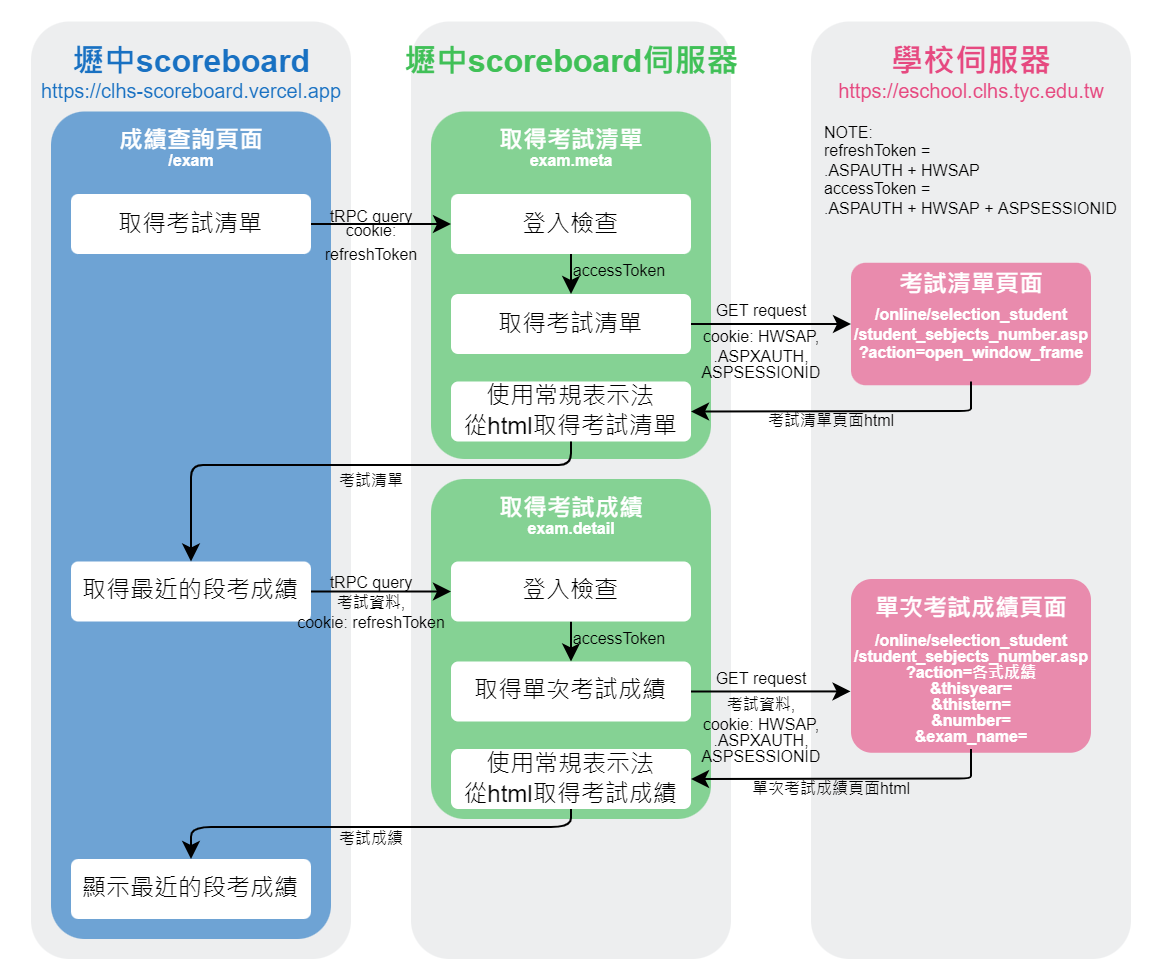 壢中scoreboard
https://clhs-scoreboard.vercel.app
成績查詢頁面
/exam
取得考試清單
tRPC query
cookie:
refreshToken
取得最近的段考成績
tRPC query
考試資料,
cookie: refreshToken
顯示最近的段考成績
壢中scoreboard伺服器
取得考試清單
exam.meta
登入檢查
accessToken
取得考試清單
GET request
cookie: HWSAP,
.ASPXAUTH,
ASPSESSIONID
使用常規表示法
從html取得考試清單
考試清單頁面html
考試清單
取得考試成績
exam.detail
登入檢查
accessToken
取得單次考試成績
GET request
考試資料,
cookie: HWSAP,
.ASPXAUTH,
ASPSESSIONID
使用常規表示法
從html取得考試成績
單次考試成績頁面html
考試成績
學校伺服器
https://eschool.clhs.tyc.edu.tw
NOTE:
refreshToken =
.ASPAUTH + HWSAP
accessToken =
.ASPAUTH + HWSAP + ASPSESSIONID
考試清單頁面
/online/selection_student
/student_sebjects_number.asp
?action=open_window_frame
單次考試成績頁面
/online/selection_student
/student_sebjects_number.asp
?action=各式成績
&thisyear=
&thistern=
&number=
&exam_name=